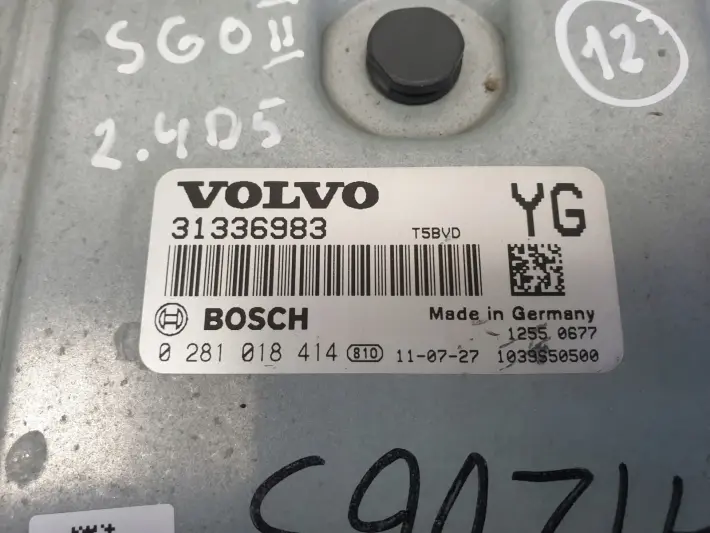 S60 II
2.4D5
12
VOLVO
YG
31336983 T5BVD
BOSCH Made in Germany
1255 0677
0 281 018 414 810 11-07-27 1039S50500